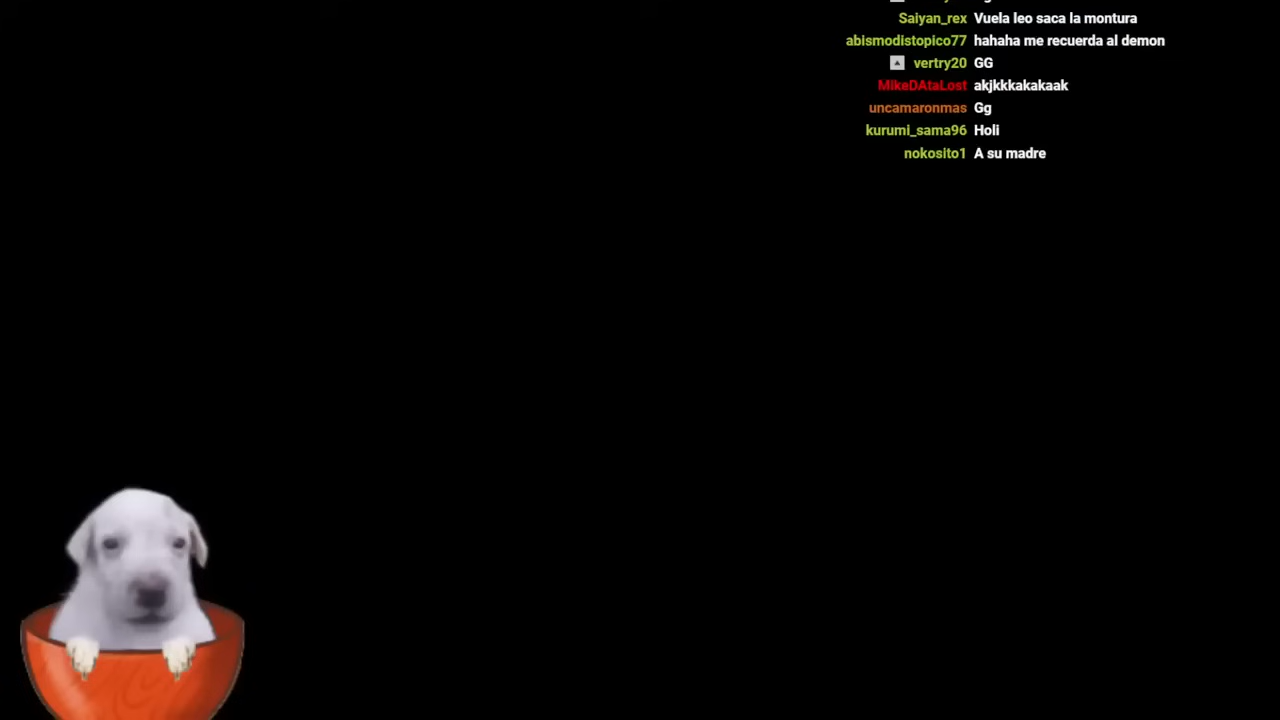 Saiyan_rex Vuela leo saca la montura
abismodistopico77 hahaha me recuerda al demon
vertry20 GG
MikeDAtaLost akjkkkakakaak
uncamaronmas Gg
kurumi_sama96 Holi
nokosito1 A su madre